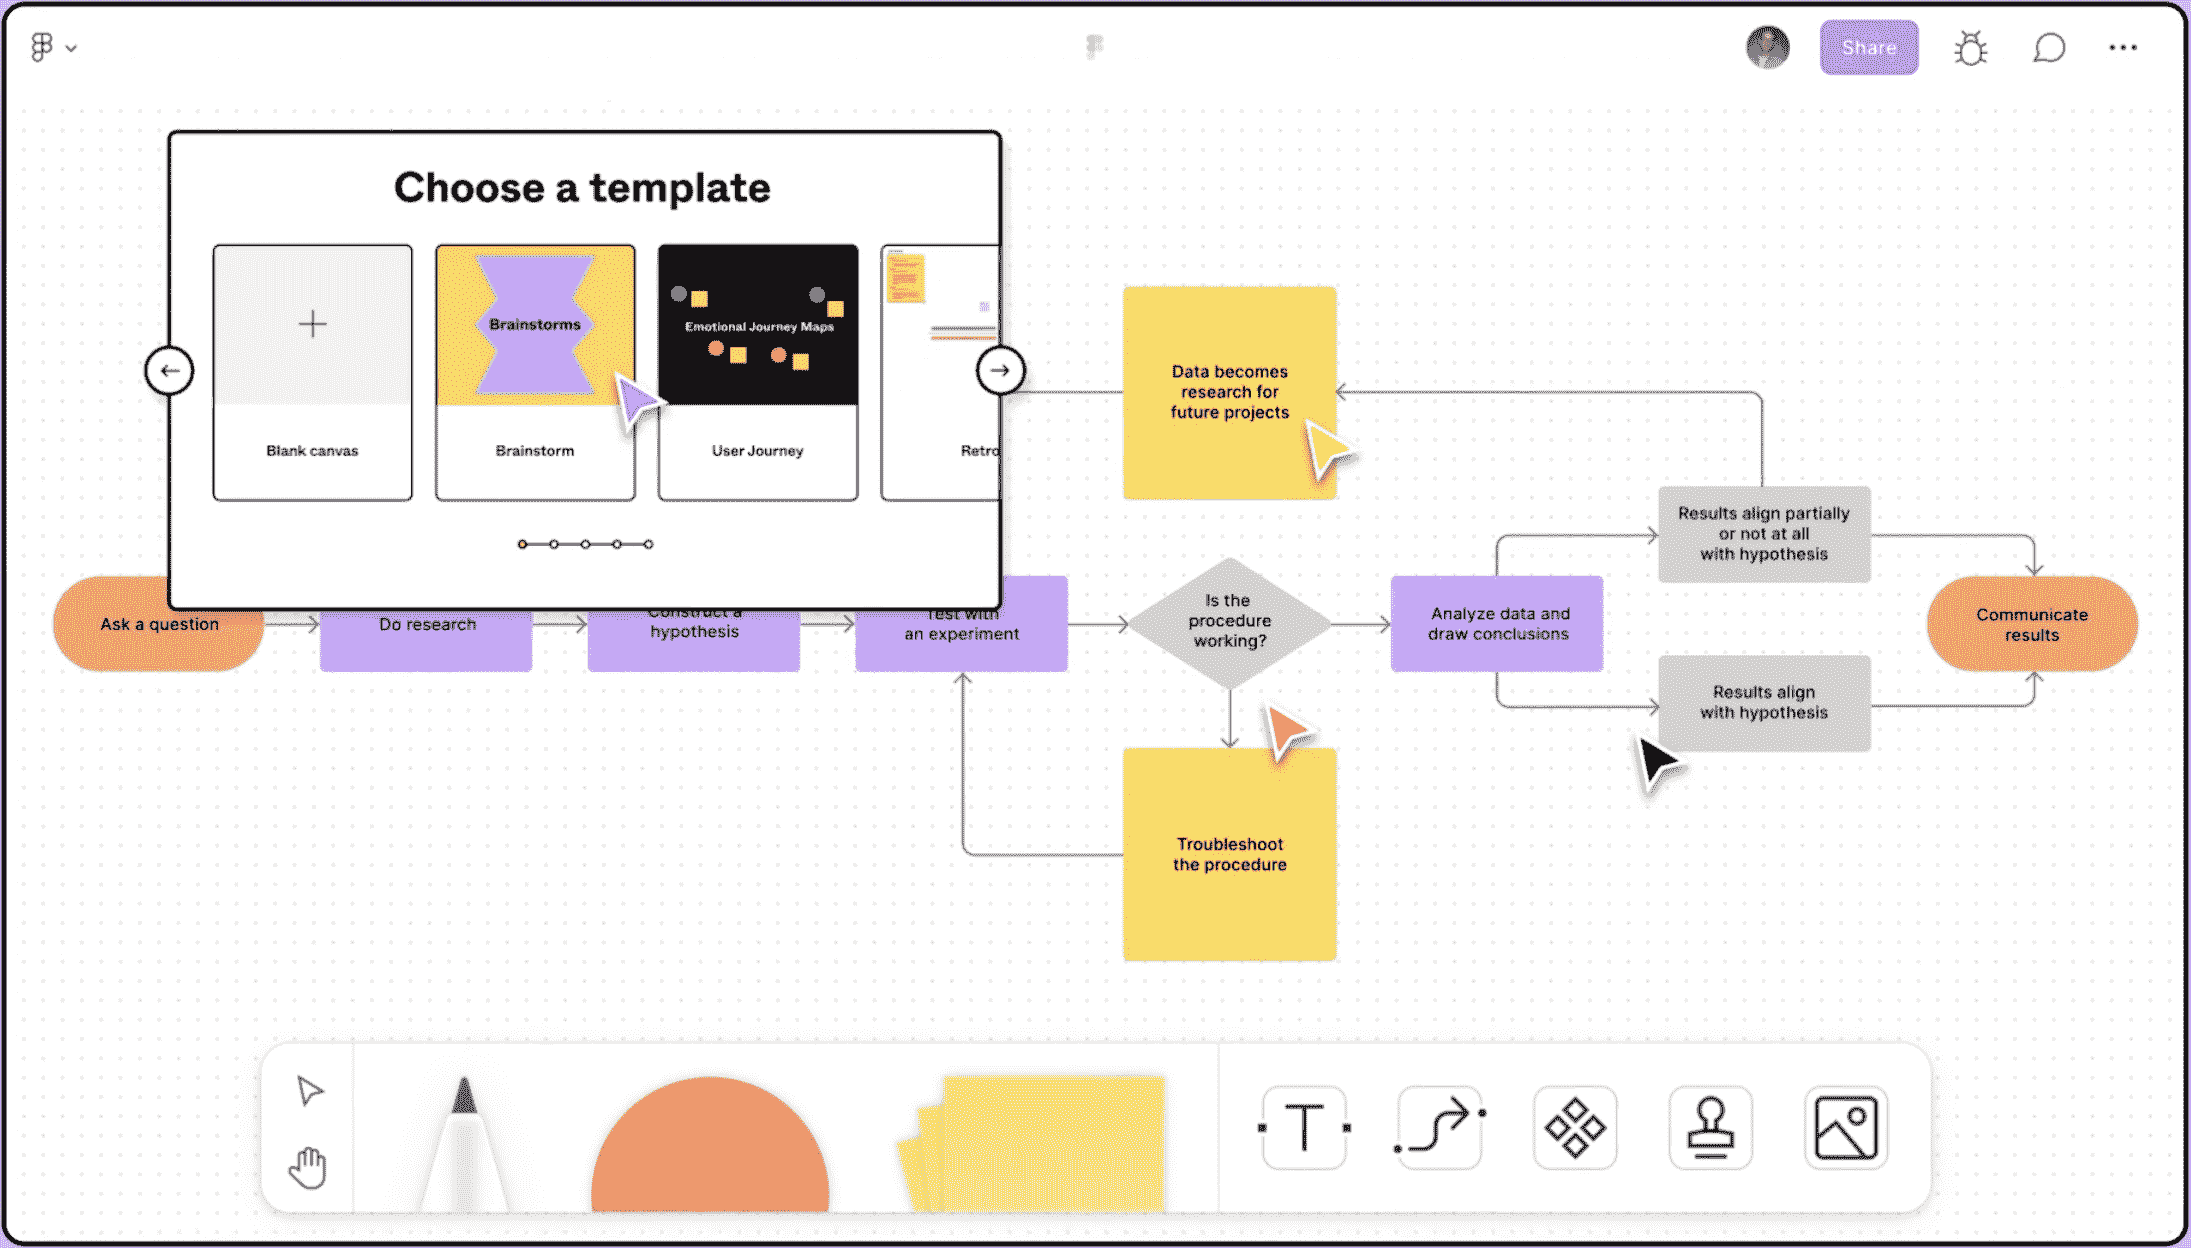 Share
Choose a template
Brainstorms
Emotional Journey Maps
Blank canvas
Brainstorm
User Journey
Retro
Data becomes
research for
future projects
Results align partially
or not at all
with hypothesis
Ask a question
Do research
Construct a
hypothesis
Test with
an experiment
Is the
procedure
working?
Analyze data and
draw conclusions
Communicate
results
Results align
with hypothesis
Troubleshoot
the procedure
T